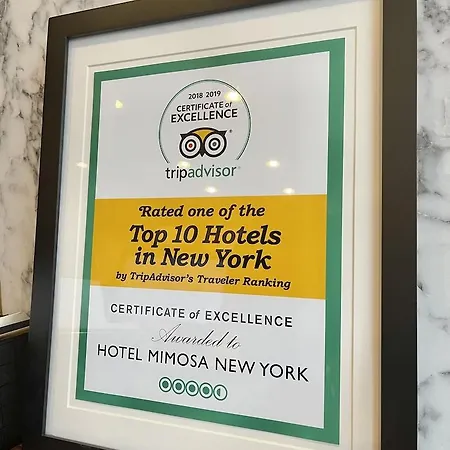 2018 2019
CERTIFICATE of
EXCELLENCE
tripadvisor®
Rated one of the
Top 10 Hotels
in New York
by TripAdvisor's Traveler Ranking
CERTIFICATE of EXCELLENCE
Awarded to
HOTEL MIMOSA NEW YORK